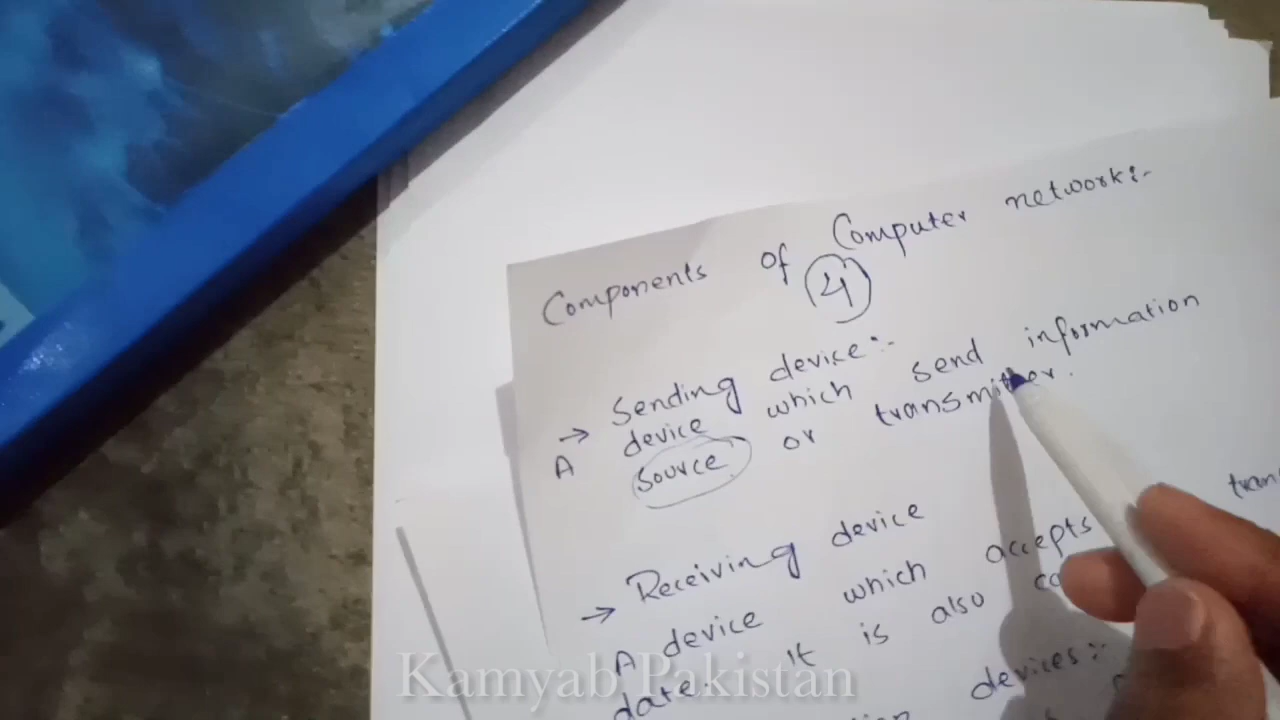 Components of Computer network:-
4
→ Sending device:-
A device which send information
Source or transmitter.
→ Receiving device
A device which accepts
date. It is also
devices:-
Kamyab Pakistan